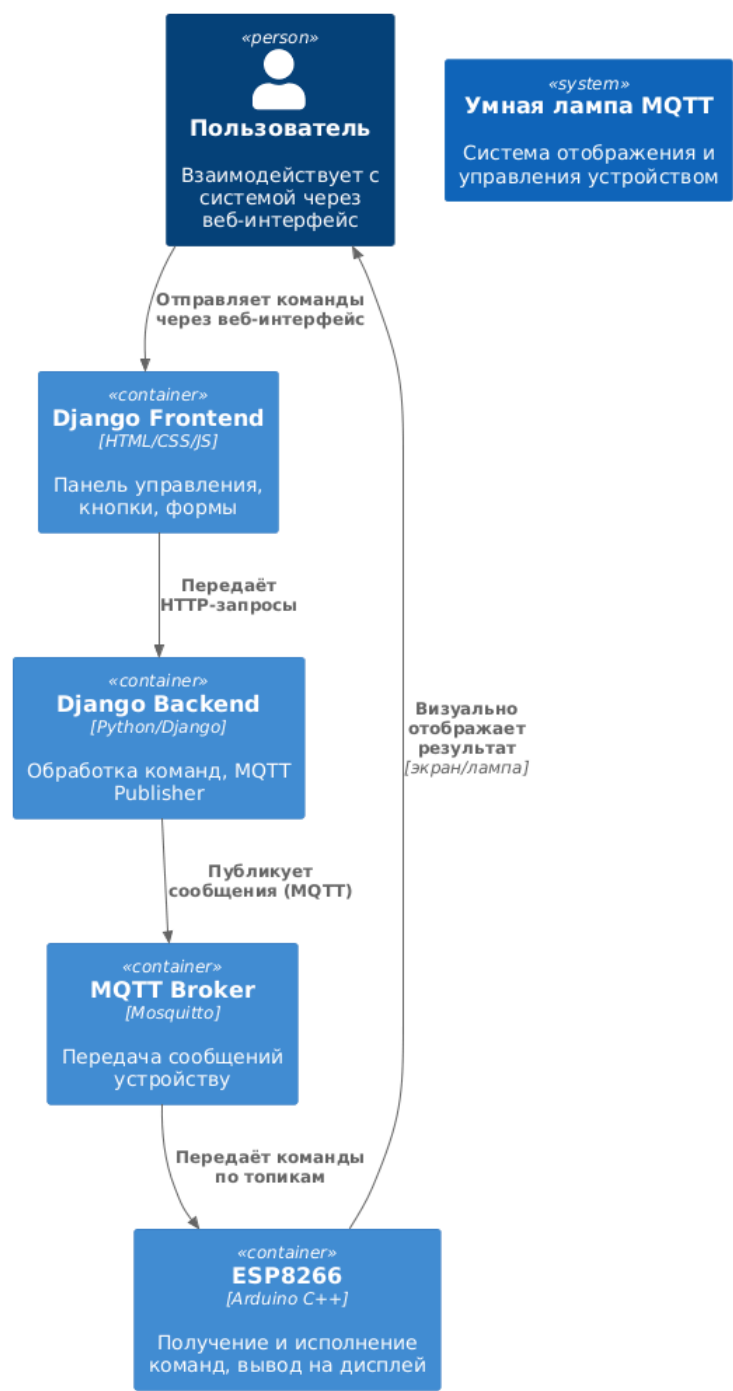 «person»
Пользователь
Взаимодействует с
системой через
веб-интерфейс
«system»
Умная лампа MQTT
Система отображения и
управления устройством
Отправляет команды
через веб-интерфейс
«container»
Django Frontend
[HTML/CSS/JS]
Панель управления,
кнопки, формы
Передаёт
HTTP-запросы
«container»
Django Backend
[Python/Django]
Обработка команд, MQTT
Publisher
Визуально
отображает
результат
[экран/лампа]
Публикует
сообщения (MQTT)
«container»
MQTT Broker
[Mosquitto]
Передача сообщений
устройству
Передаёт команды
по топикам
«container»
ESP8266
[Arduino C++]
Получение и исполнение
команд, вывод на дисплей